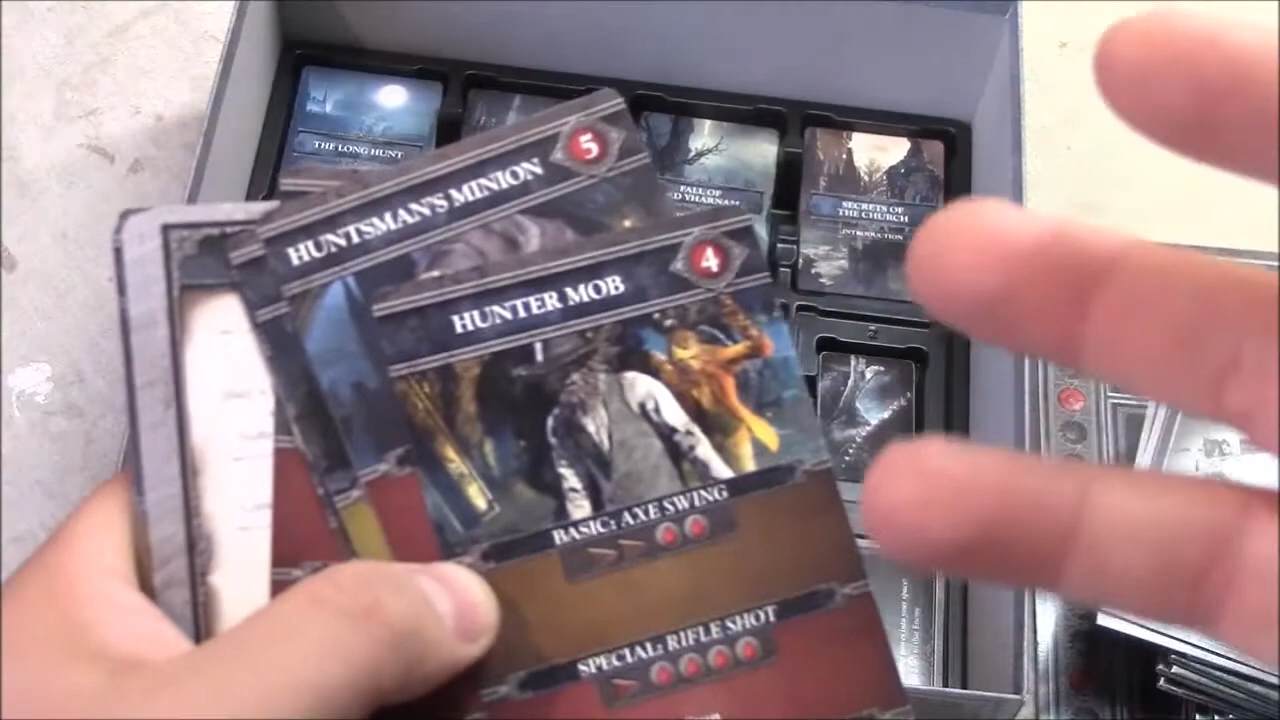 THE LONG HUNT
HUNTSMAN'S MINION
5
FALL OF
YHARNAM
SECRETS OF
THE CHURCH
INTRODUCTION
HUNTER MOB
4
BASIC: AXE SWING
SPECIAL: RIFLE SHOT